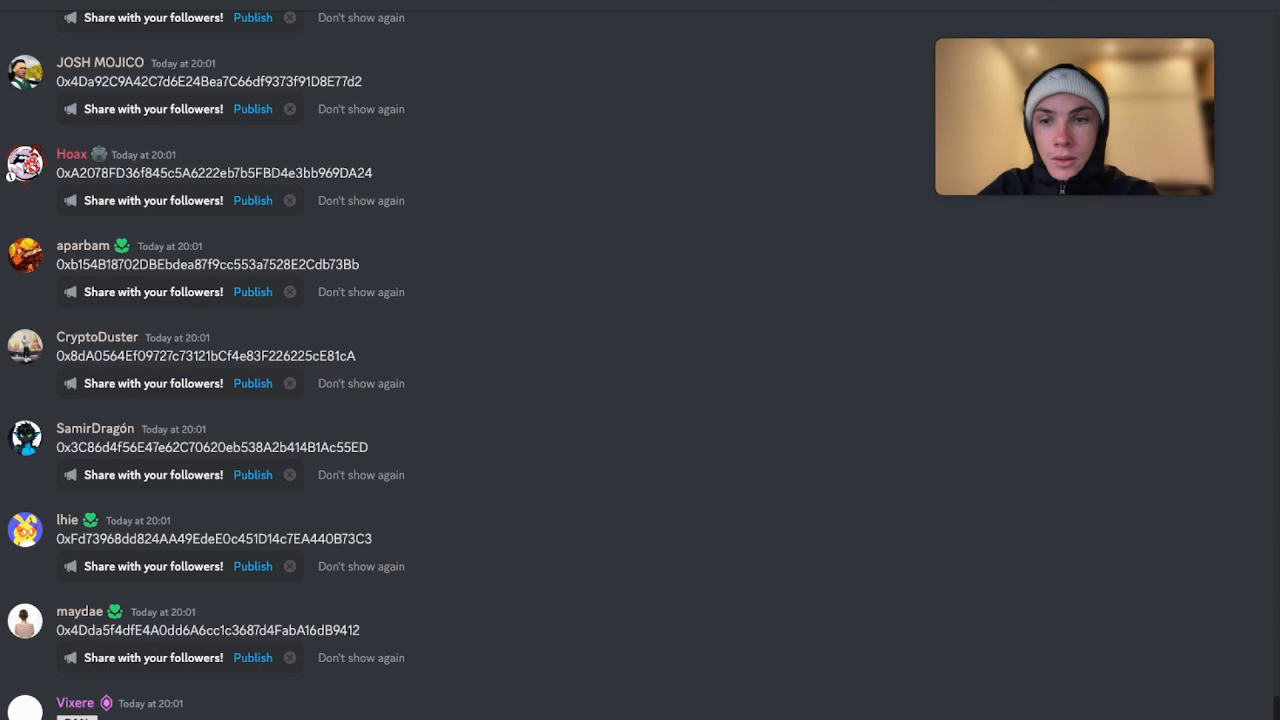 Share with your followers! Publish Don't show again
JOSH MOJICO Today at 20:01
0x4Da92C9A42C7d6E24Bea7C66df9373f91D8E77d2
Share with your followers! Publish Don't show again
Hoax Today at 20:01
0xA2078FD36f845c5A6222eb7b5FBD4e3bb969DA24
Share with your followers! Publish Don't show again
aparbam Today at 20:01
0xb154B18702DBEbdea87f9cc553a7528E2Cdb73Bb
Share with your followers! Publish Don't show again
CryptoDuster Today at 20:01
0x8dA0564Ef09727c73121bCf4e83F226225cE81cA
Share with your followers! Publish Don't show again
SamirDragón Today at 20:01
0x3C86d4f56E47e62C70620eb538A2b414B1Ac55ED
Share with your followers! Publish Don't show again
lhie Today at 20:01
0xFd73968dd824AA49EdeE0c451D14c7EA440B73C3
Share with your followers! Publish Don't show again
maydae Today at 20:01
0x4Dda5f4dfE4A0dd6A6cc1c3687d4FabA16dB9412
Share with your followers! Publish Don't show again
Vixere Today at 20:01